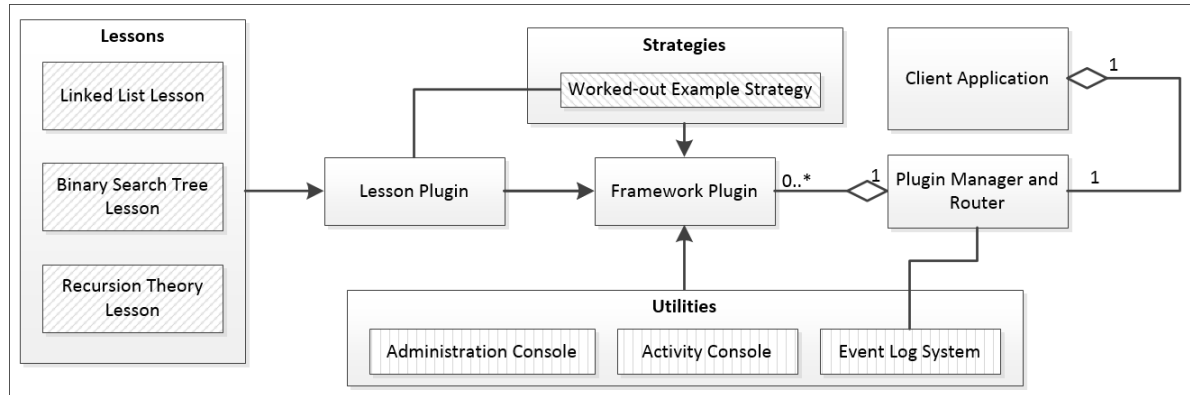 Lessons
Linked List Lesson
Binary Search Tree
Lesson
Recursion Theory
Lesson
Lesson Plugin
Strategies
Worked-out Example Strategy
Framework Plugin
0..*
1
Client Application
1
Plugin Manager and
Router
1
Utilities
Administration Console
Activity Console
Event Log System